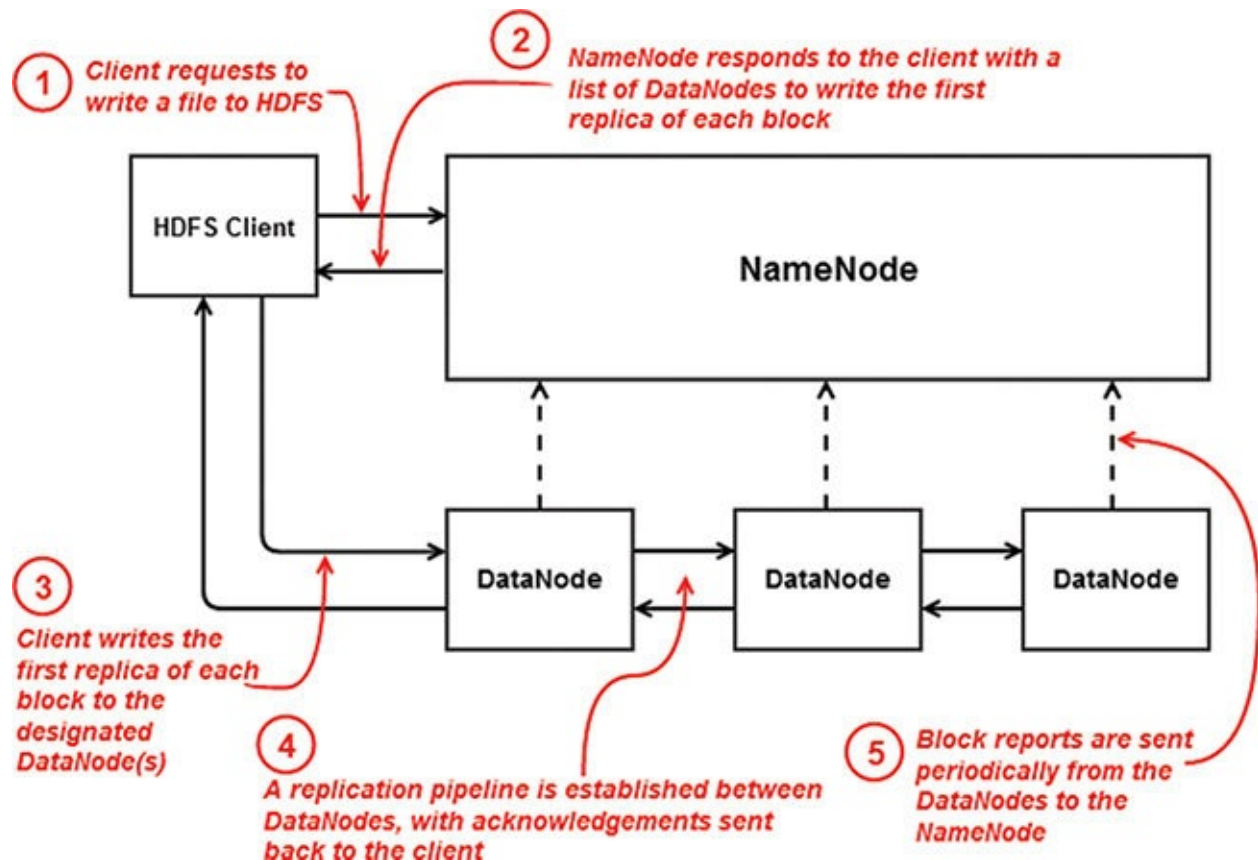 1
Client requests to
write a file to HDFS
2
NameNode responds to the client with a
list of DataNodes to write the first
replica of each block
HDFS Client
NameNode
DataNode
DataNode
DataNode
3
Client writes the
first replica of each
block to the
designated
DataNode(s)
4
A replication pipeline is established between
DataNodes, with acknowledgements sent
back to the client
5
Block reports are sent
periodically from the
DataNodes to the
NameNode